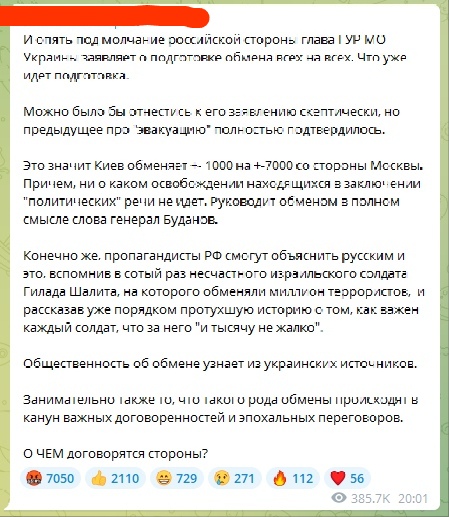 И опять под молчание российской стороны глава ГУР МО
Украины заявляет о подготовке обмена всех на всех. Что уже
идет подготовка.
Можно было бы отнестись к его заявлению скептически, но
предыдущее про "эвакуацию" полностью подтвердилось.
Это значит Киев обменяет +- 1000 на +-7000 со стороны Москвы.
Причем, ни о каком освобождении находящихся в заключении
"политических" речи не идет. Руководит обменом в полном
смысле слова генерал Буданов.
Конечно же, пропагандисты РФ смогут объяснить русским и
это, вспомнив в сотый раз несчастного израильского солдата
Гилада Шалита, на которого обменяли миллион террористов, и
рассказав уже порядком протухшую историю о том, как важен
каждый солдат, что за него "и тысячу не жалко".
Общественность об обмене узнает из украинских источников.
Занимательно также то, что такого рода обмены происходят в
канун важных договоренностей и эпохальных переговоров.
О ЧЕМ договорятся стороны?
7050 2110 729 271 112 56
385.7K 20:01